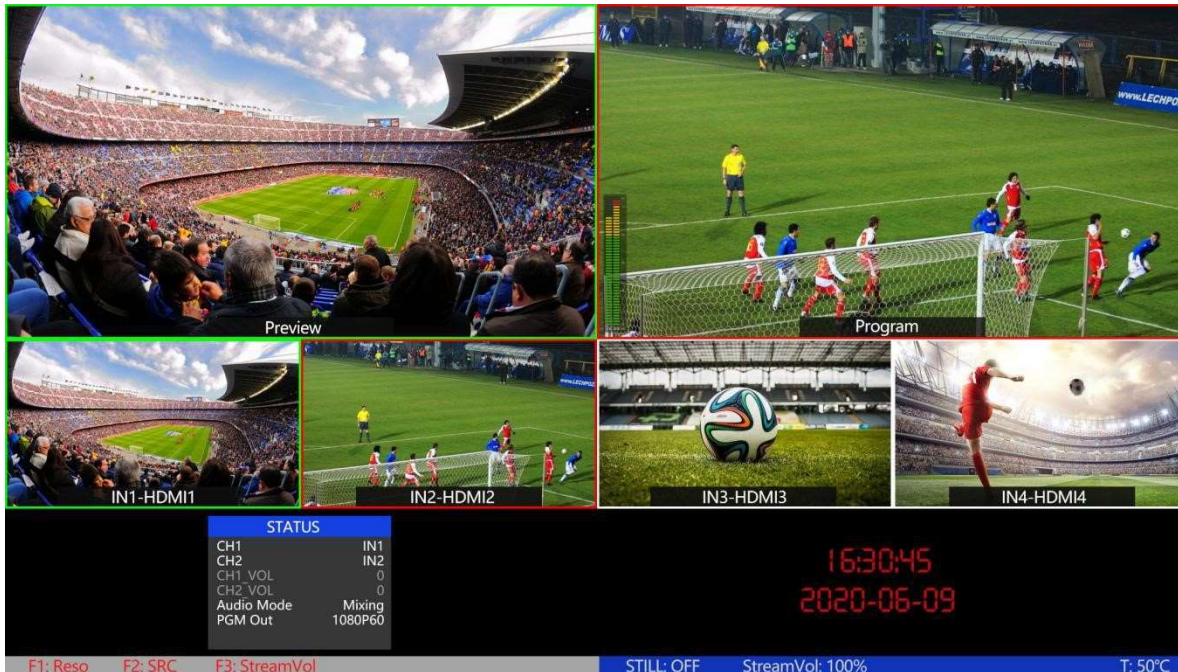 www.LECHPOZ
Preview
Program
IN1-HDMI1
IN2-HDMI2
IN3-HDMI3
IN4-HDMI4
STATUS
CH1 IN1
CH2 IN2
CH1_VOL 0
CH2_VOL 0
Audio Mode Mixing
PGM Out 1080P60
16:30:45
2020-06-09
F1: Reso F2: SRC F3: StreamVol
STILL: OFF StreamVol: 100% T: 50°C